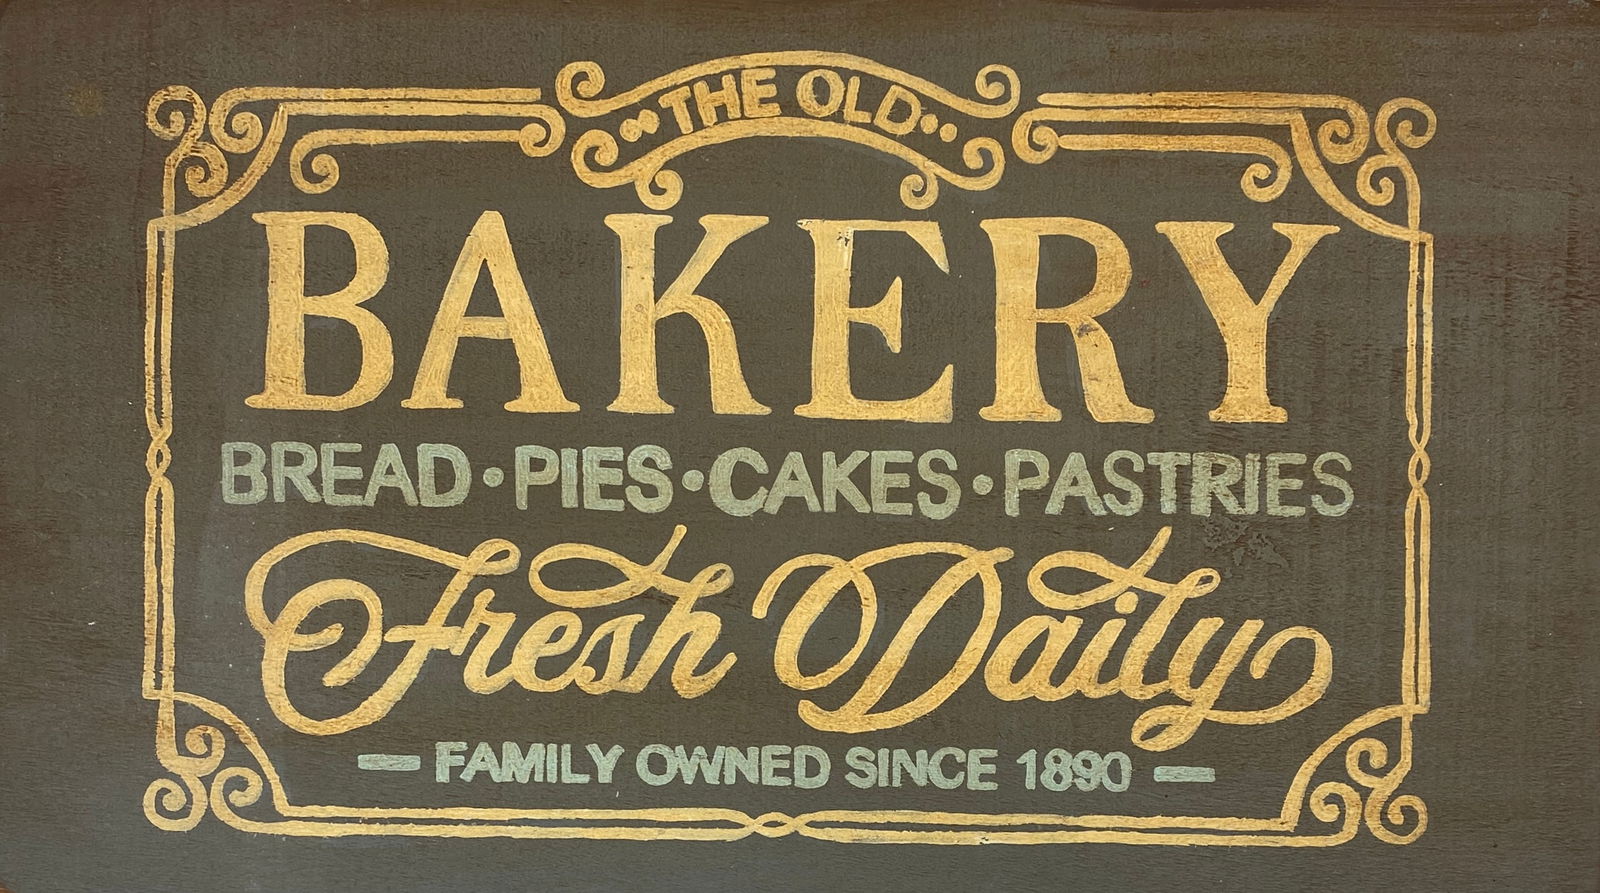 THE OLD
BAKERY
BREAD • PIES • CAKES • PASTRIES
Fresh Daily
— FAMILY OWNED SINCE 1890 —